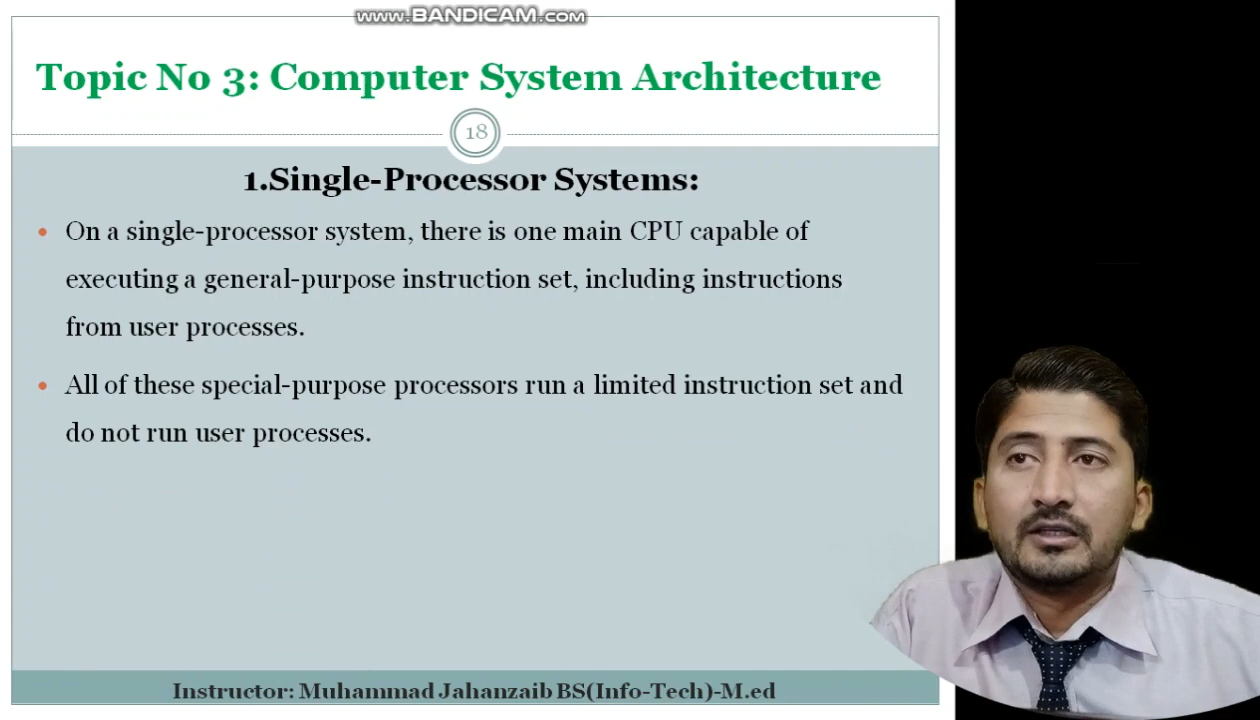 www.BANDICAM.com
Topic No 3: Computer System Architecture
18
1.Single-Processor Systems:
• On a single-processor system, there is one main CPU capable of
executing a general-purpose instruction set, including instructions
from user processes.
• All of these special-purpose processors run a limited instruction set and
do not run user processes.
Instructor: Muhammad Jahanzaib BS(Info-Tech)-M.ed